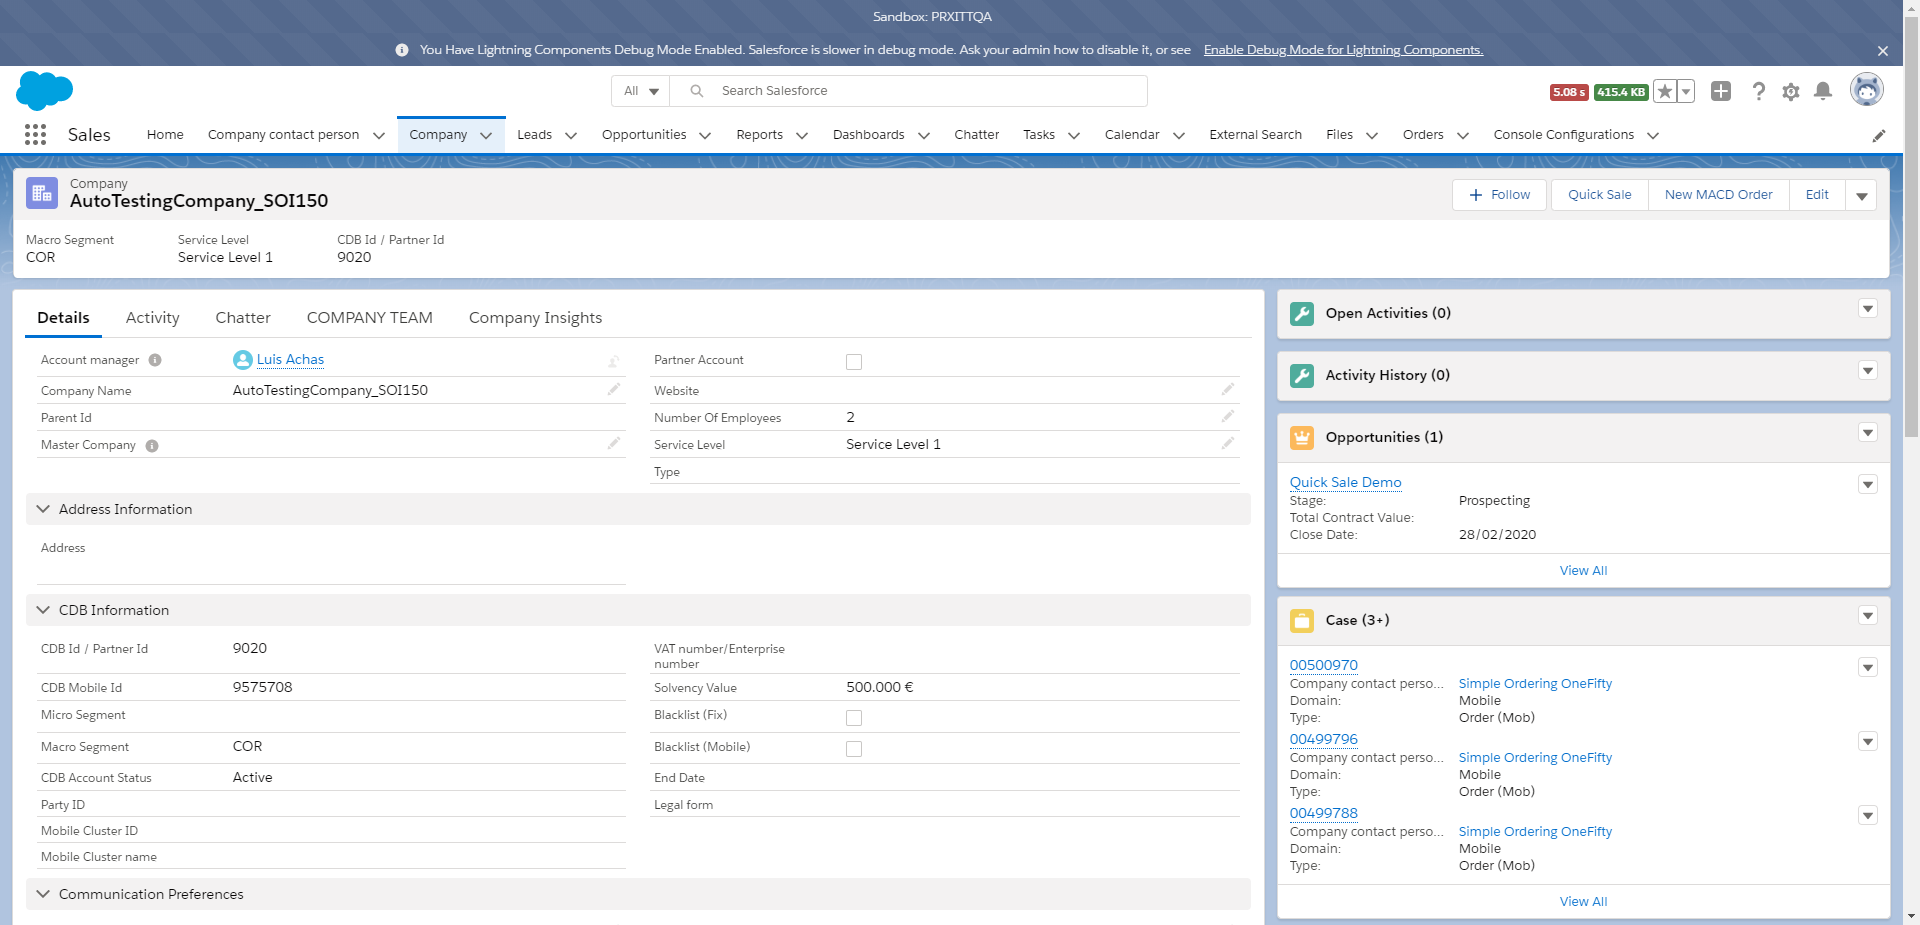 Sandbox: PRXITTQA
You Have Lightning Components Debug Mode Enabled. Salesforce is slower in debug mode. Ask your admin how to disable it, or see Enable Debug Mode for Lightning Components.
All Search Salesforce 5.08 s 415.4 KB
Sales Home Company contact person Company Leads Opportunities Reports Dashboards Chatter Tasks Calendar External Search Files Orders Console Configurations
Company
AutoTestingCompany_SOI150
Follow Quick Sale New MACD Order Edit
Macro Segment Service Level CDB Id / Partner Id
COR Service Level 1 9020
Details Activity Chatter COMPANY TEAM Company Insights
Account manager Luis Achas Partner Account
Company Name AutoTestingCompany_SOI150 Website
Parent Id Number Of Employees 2
Master Company Service Level Service Level 1
Type
Address Information
Address
CDB Information
CDB Id / Partner Id 9020 VAT number/Enterprise
number
CDB Mobile Id 9575708 Solvency Value 500.000 €
Micro Segment Blacklist (Fix)
Macro Segment COR Blacklist (Mobile)
CDB Account Status Active End Date
Party ID Legal form
Mobile Cluster ID
Mobile Cluster name
Communication Preferences
Open Activities (0)
Activity History (0)
Opportunities (1)
Quick Sale Demo
Stage: Prospecting
Total Contract Value:
Close Date: 28/02/2020
View All
Case (3+)
00500970
Company contact perso... Simple Ordering OneFifty
Domain: Mobile
Type: Order (Mob)
00499796
Company contact perso... Simple Ordering OneFifty
Domain: Mobile
Type: Order (Mob)
00499788
Company contact perso... Simple Ordering OneFifty
Domain: Mobile
Type: Order (Mob)
View All